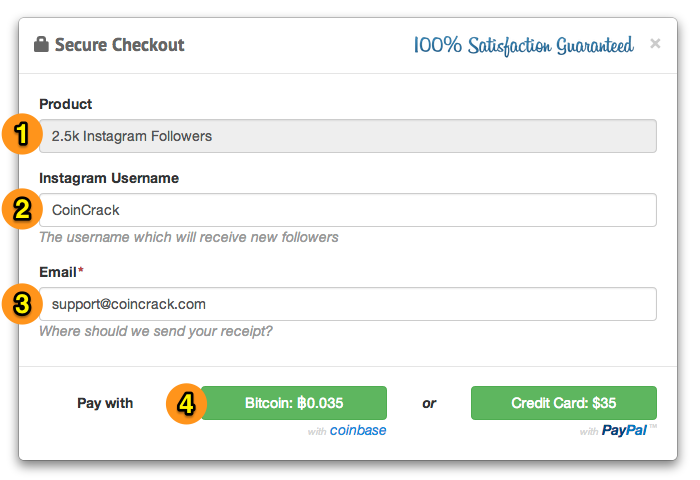 Secure Checkout 100% Satisfaction Guaranteed ×
Product
1 2.5k Instagram Followers
Instagram Username
2 CoinCrack
The username which will receive new followers
Email*
3 support@coincrack.com
Where should we send your receipt?
Pay with 4 Bitcoin: ฿0.035 or Credit Card: $35
with coinbase with PayPal™